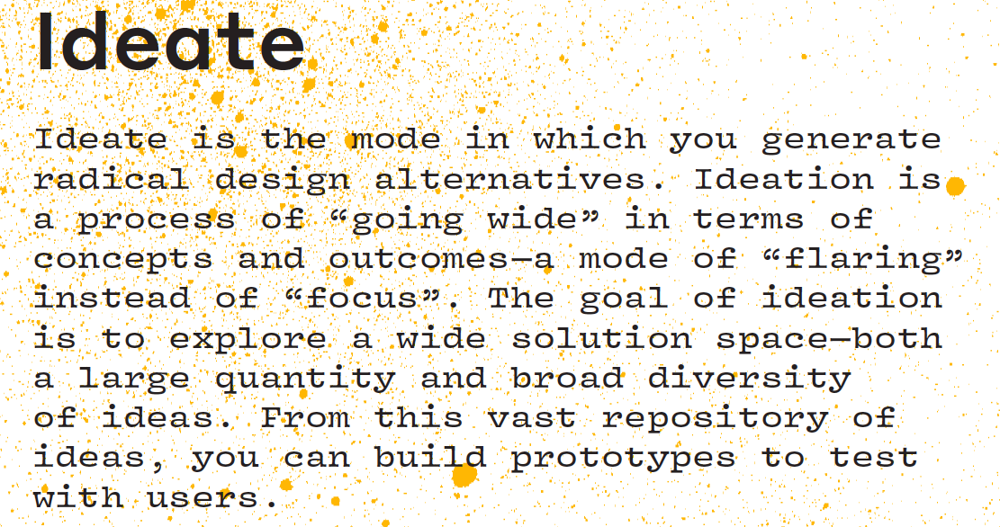 Ideate
Ideate is the mode in which you generate
radical design alternatives. Ideation is
a process of “going wide” in terms of
concepts and outcomes—a mode of “flaring”
instead of “focus”. The goal of ideation
is to explore a wide solution space—both
a large quantity and broad diversity
of ideas. From this vast repository of
ideas, you can build prototypes to test
with users.